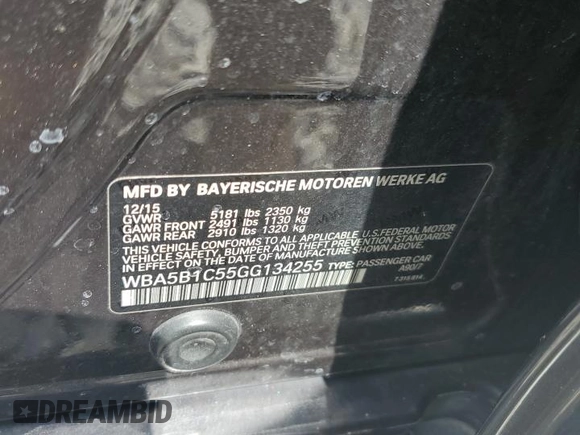 MFD BY BAYERISCHE MOTOREN WERKE AG
12/15
GVWR 5181 lbs 2350 kg
GAWR FRONT 2491 lbs 1130 kg
GAWR REAR 2910 lbs 1320 kg
THIS VEHICLE CONFORMS TO ALL APPLICABLE U.S.FEDERAL MOTOR
VEHICLE SAFETY, BUMPER AND THEFT PREVENTION STANDARDS
IN EFFECT ON THE DATE OF MANUFACTURE SHOWN ABOVE.
WBA5B1C55GG134255 TYPE: PASSENGER CAR
A90/7
DREAMBID